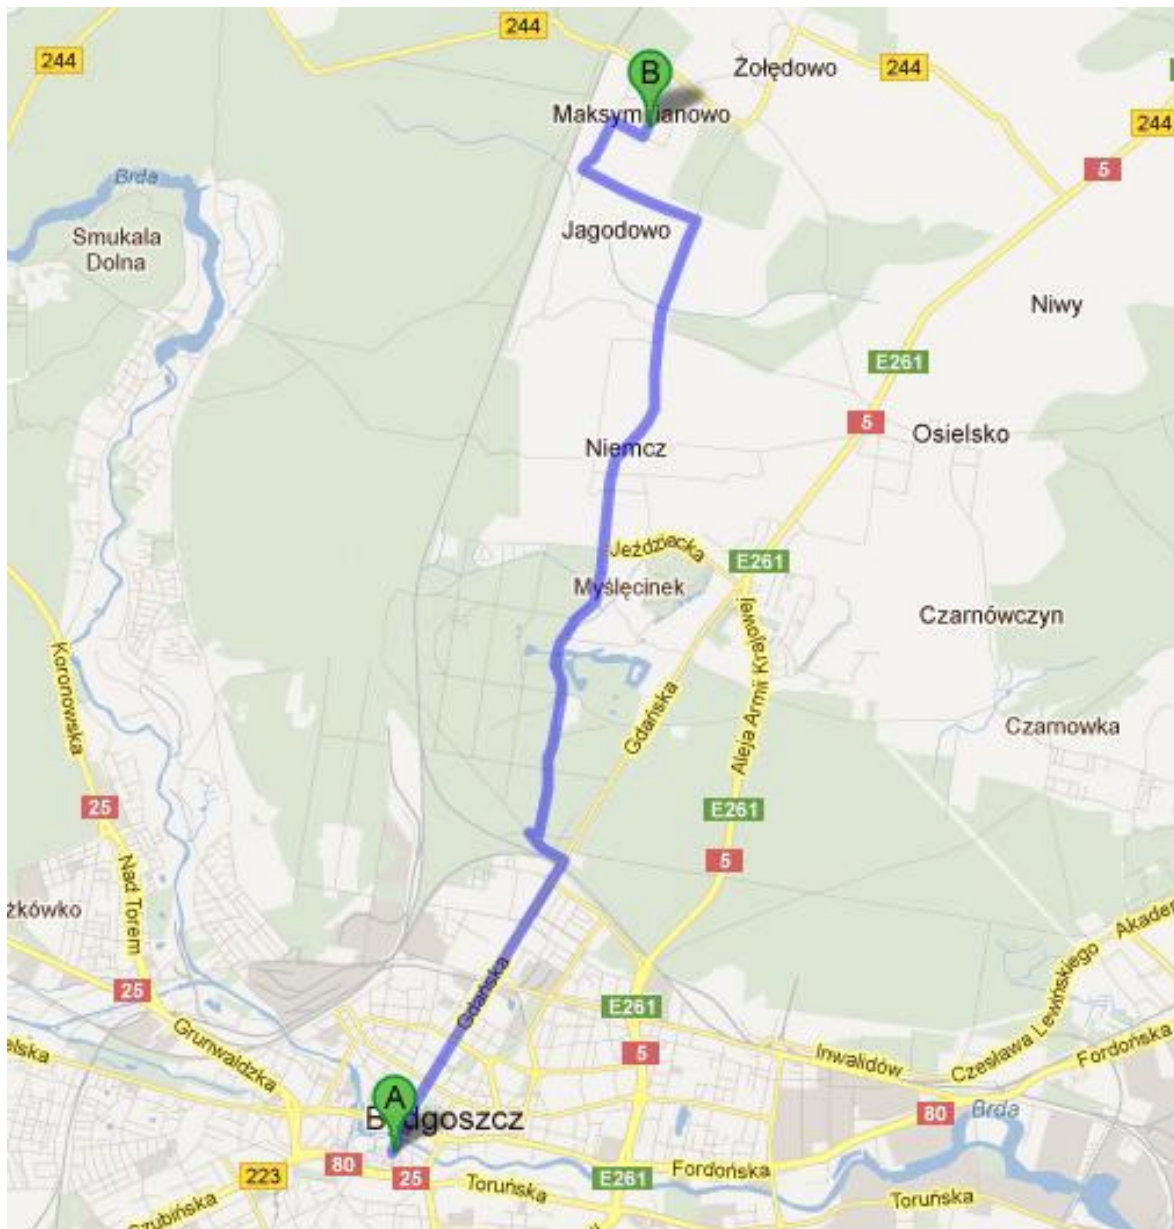 244
B
Żołędowo
244
244
Maksymilianowo
244
5
Brda
Smukala
Dolna
Jagodowo
Niwy
E261
5
Osielsko
Niemcz
Jeździecka
E261
Myślęcinek
Czarnówczyn
Koronowska
Gdańska
Aleja Armii Krajowej
Czarnowka
25
E261
5
Nad Torem
żkówko
Akadem
25
Gdańska
E261
Czesława Lewińskiego
Grunwaldzka
elska
5
Inwalidów
Fordońska
A
Bydgoszcz
80
Brda
80
25
223
Toruńska
E261
Fordońska
Toruńska
Szubińska